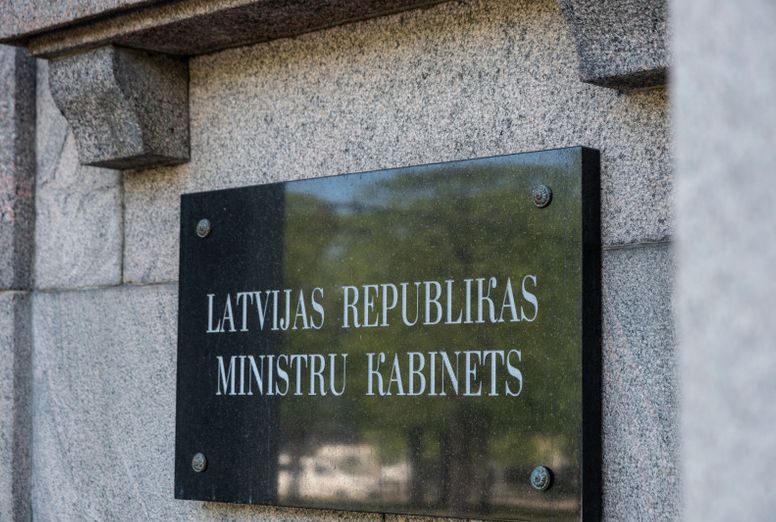 LATVIJAS REPUBLIKAS
MINISTRU KABINETS